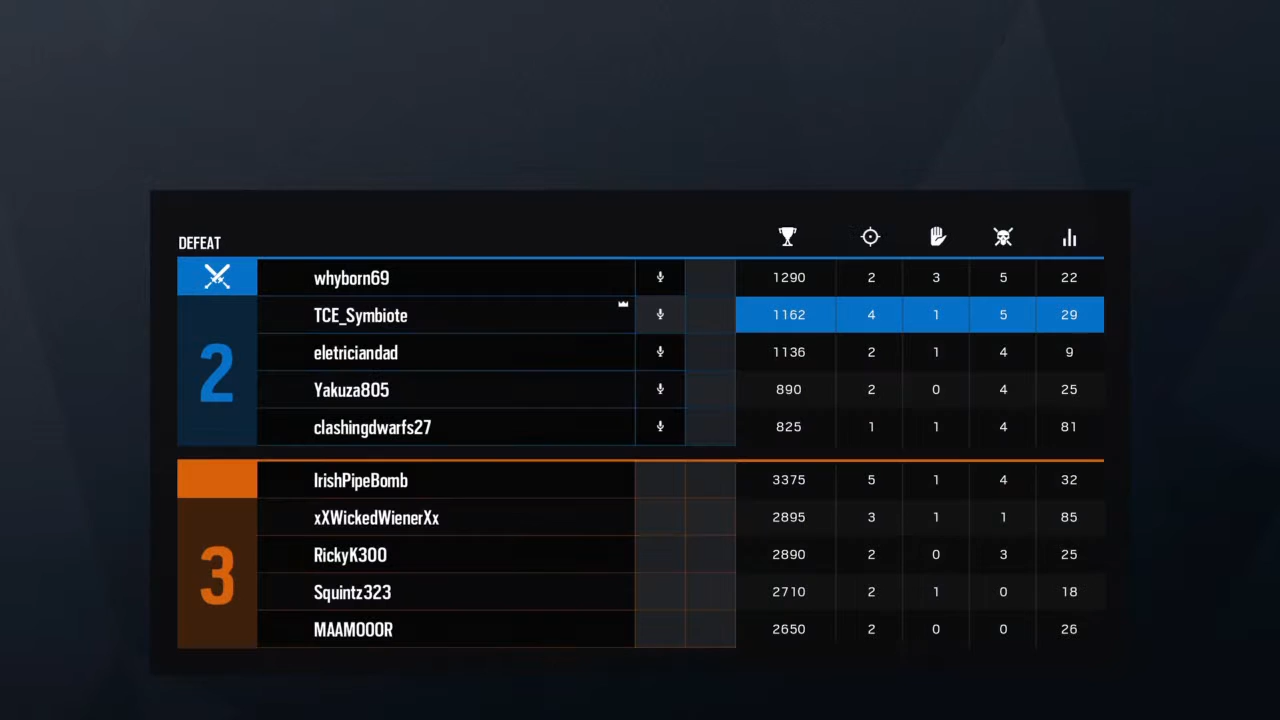 DEFEAT
whyborn69 1290 2 3 5 22
TCE_Symbiote 1162 4 1 5 29
2
eletriciandad 1136 2 1 4 9
Yakuza805 890 2 0 4 25
clashingdwarfs27 825 1 1 4 81
IrishPipeBomb 3375 5 1 4 32
xXWickedWienerXx 2895 3 1 1 85
RickyK300 2890 2 0 3 25
3
Squintz323 2710 2 1 0 18
MAAMOOOR 2650 2 0 0 26